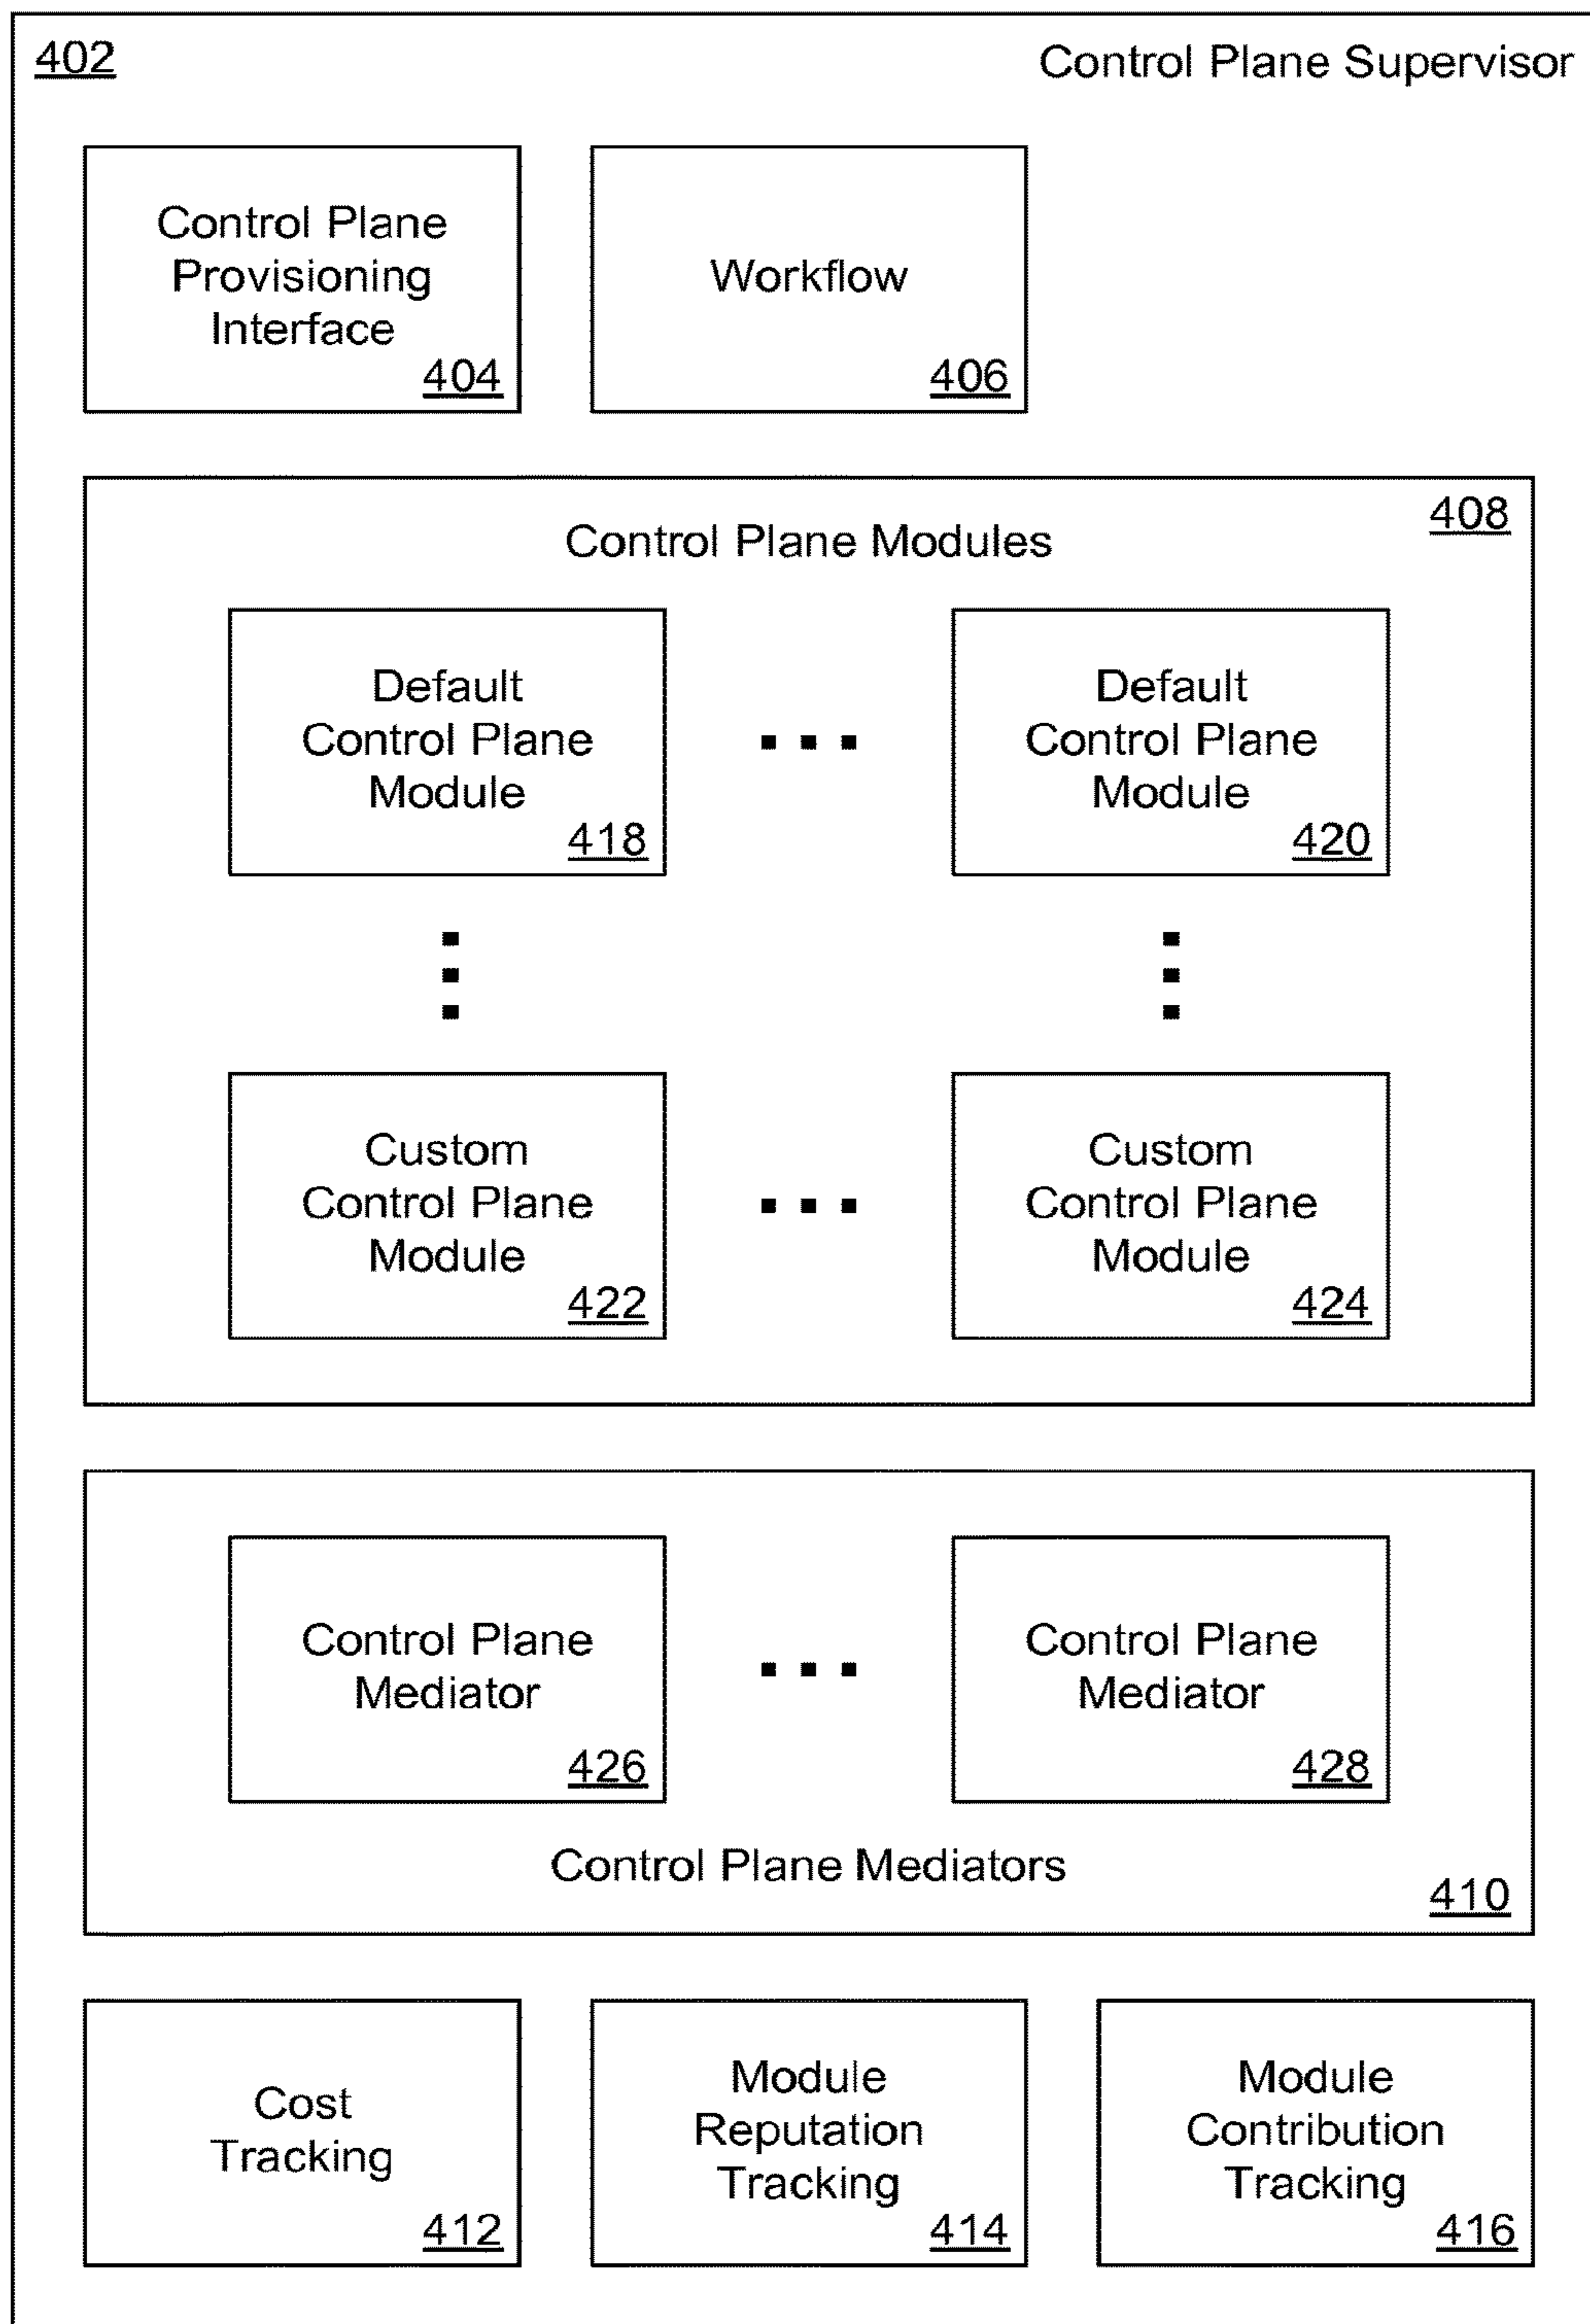 402
Control Plane Supervisor
Control Plane
Provisioning
Interface
404
Workflow
406
408
Control Plane Modules
Default
Control Plane
Module
418
Default
Control Plane
Module
420
Custom
Control Plane
Module
422
Custom
Control Plane
Module
424
Control Plane
Mediator
426
Control Plane
Mediator
428
Control Plane Mediators
410
Cost
Tracking
412
Module
Reputation
Tracking
414
Module
Contribution
Tracking
416